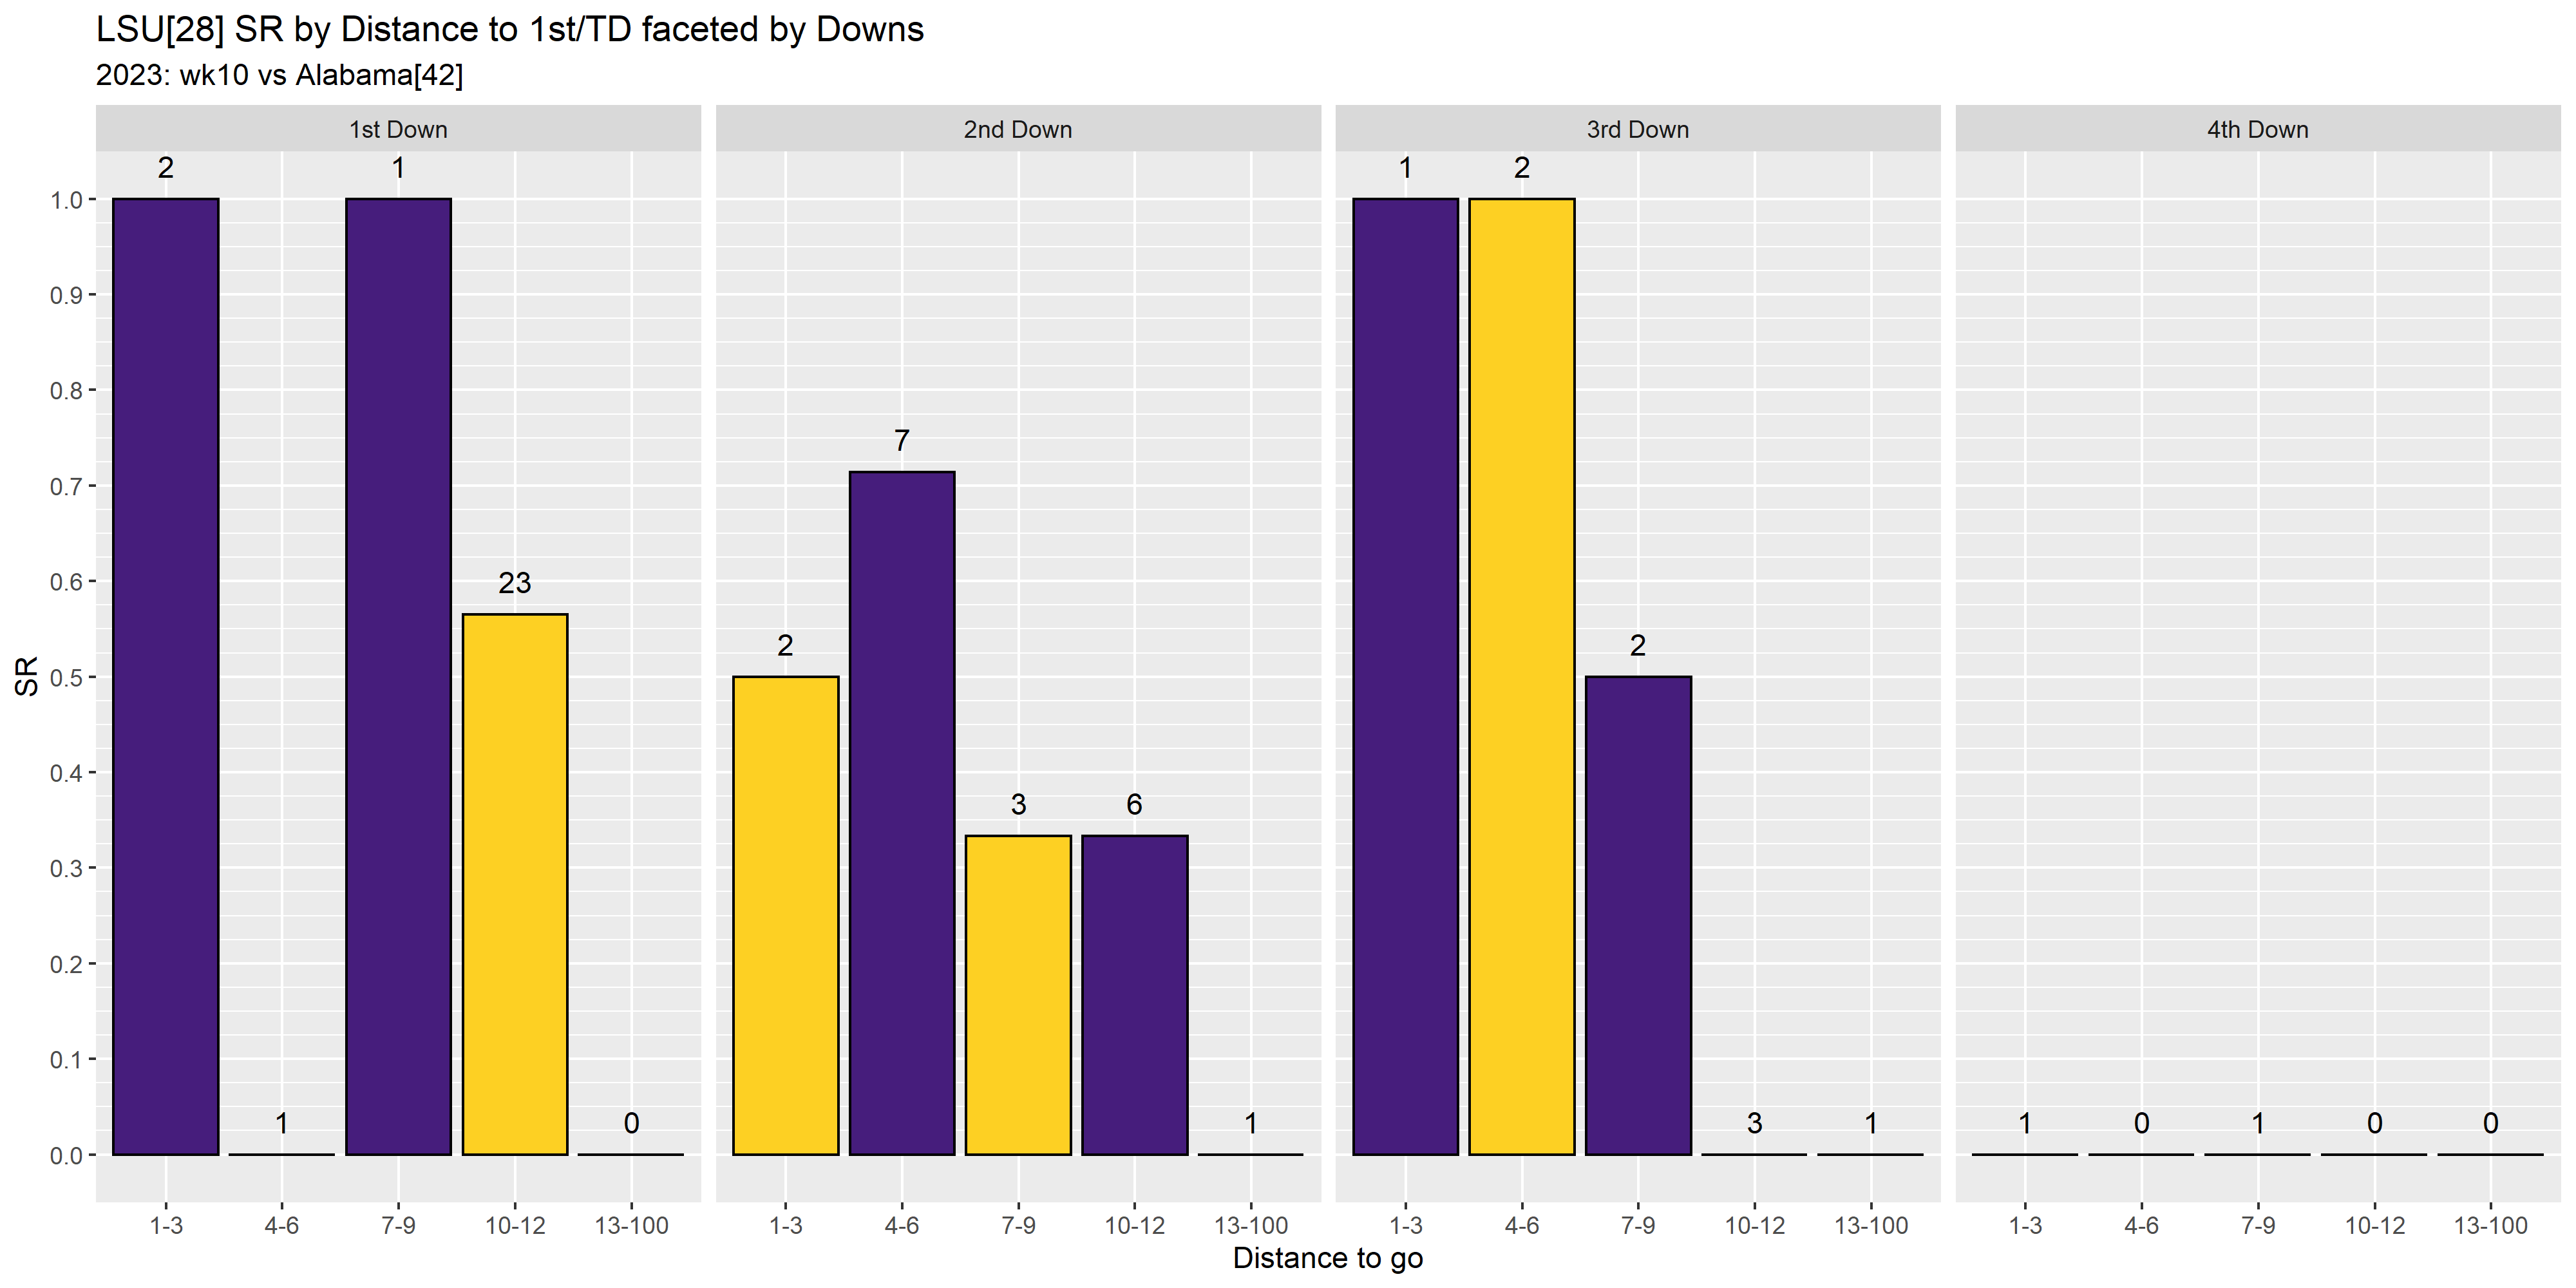 LSU[28] SR by Distance to 1st/TD faceted by Downs
2023: wk10 vs Alabama[42]
1st Down 2nd Down 3rd Down 4th Down
2 1 1 2
1.0
0.9
0.8
7
0.7
23
0.6
2 2
SR
0.5
0.4
3 6
0.3
0.2
0.1
1 0 1 3 1 1 0 1 0 0
0.0
1-3 4-6 7-9 10-12 13-100 1-3 4-6 7-9 10-12 13-100 1-3 4-6 7-9 10-12 13-100 1-3 4-6 7-9 10-12 13-100
Distance to go